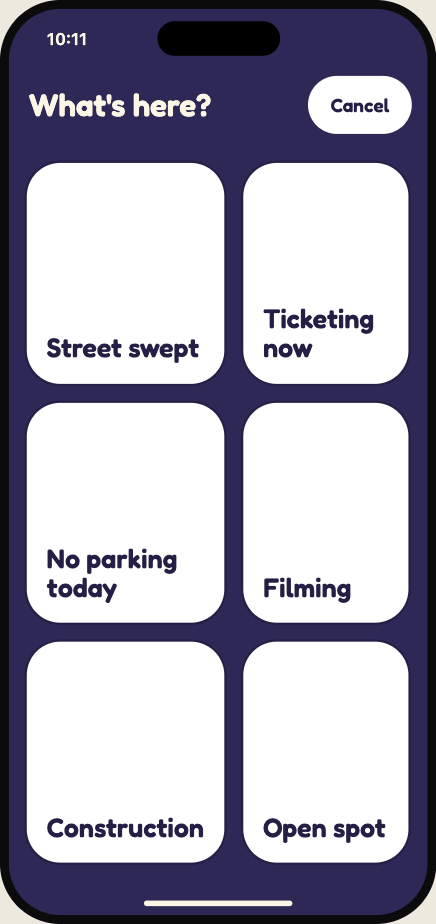 10:11
What's here?
Cancel
Street swept
Ticketing
now
No parking
today
Filming
Construction
Open spot